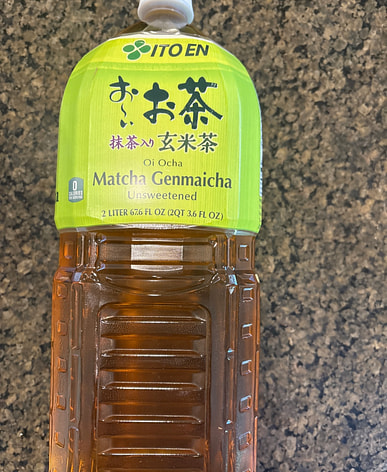 ITO EN
お〜いお茶
抹茶入り玄米茶
Oi Ocha
Matcha Genmaicha
Unsweetened
2 LITER 67.6 FL OZ (2QT 3.6 FL OZ)
0